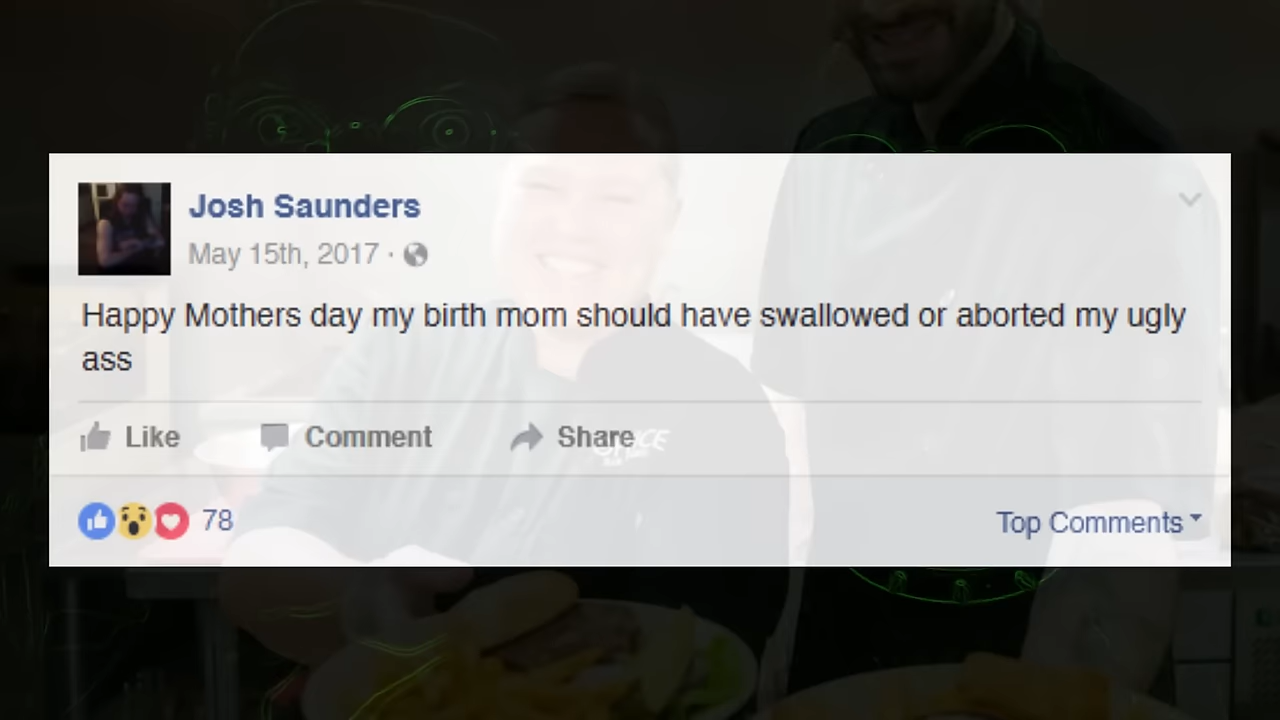 Josh Saunders
May 15th, 2017 ·
Happy Mothers day my birth mom should have swallowed or aborted my ugly
ass
Like Comment Share
78 Top Comments